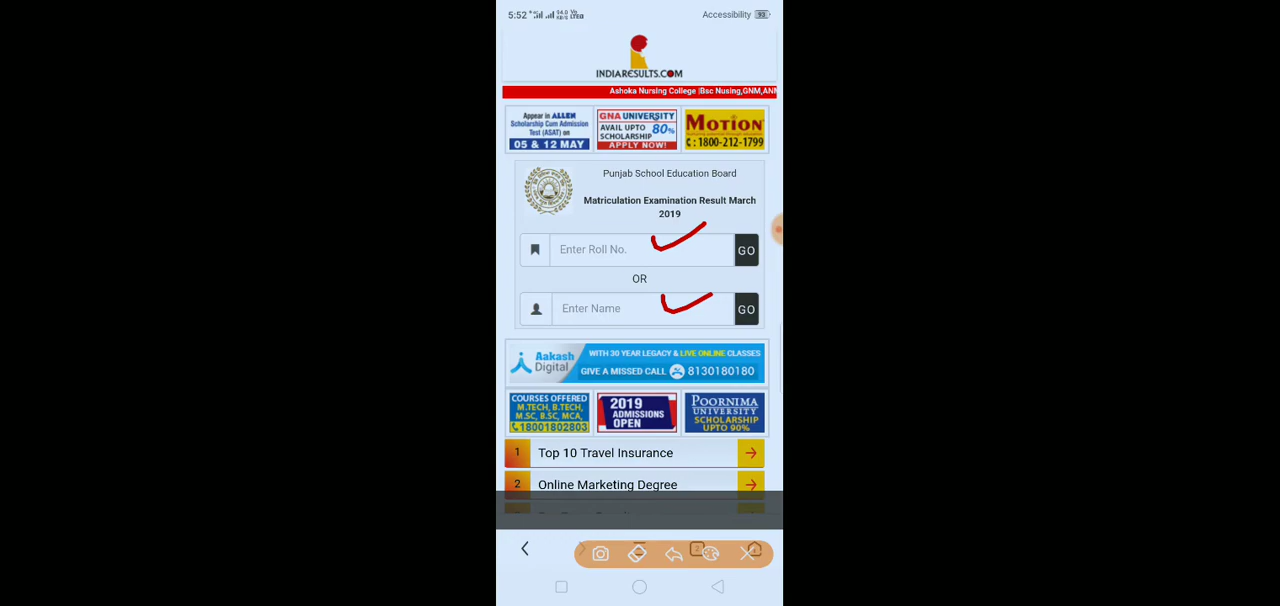 5:52
Accessibility 93
INDIARESULTS.COM
Ashoka Nursing College |Bsc Nusing,GNM,ANM
Appear in ALLEN
Scholarship Cum Admission
Test (ASAT) on
05 & 12 MAY
GNA UNIVERSITY
AVAIL UPTO 80%
SCHOLARSHIP
APPLY NOW!
MOTION
: 1800-212-1799
Punjab School Education Board
Matriculation Examination Result March
2019
Enter Roll No.
GO
OR
Enter Name
GO
Aakash
Digital
WITH 30 YEAR LEGACY & LIVE ONLINE CLASSES
GIVE A MISSED CALL 8130180180
COURSES OFFERED
M.TECH, B.TECH,
M.SC, B.SC, MCA,
18001802803
2019
ADMISSIONS
OPEN
POORNIMA
UNIVERSITY
SCHOLARSHIP
UPTO 90%
1 Top 10 Travel Insurance
2 Online Marketing Degree
2